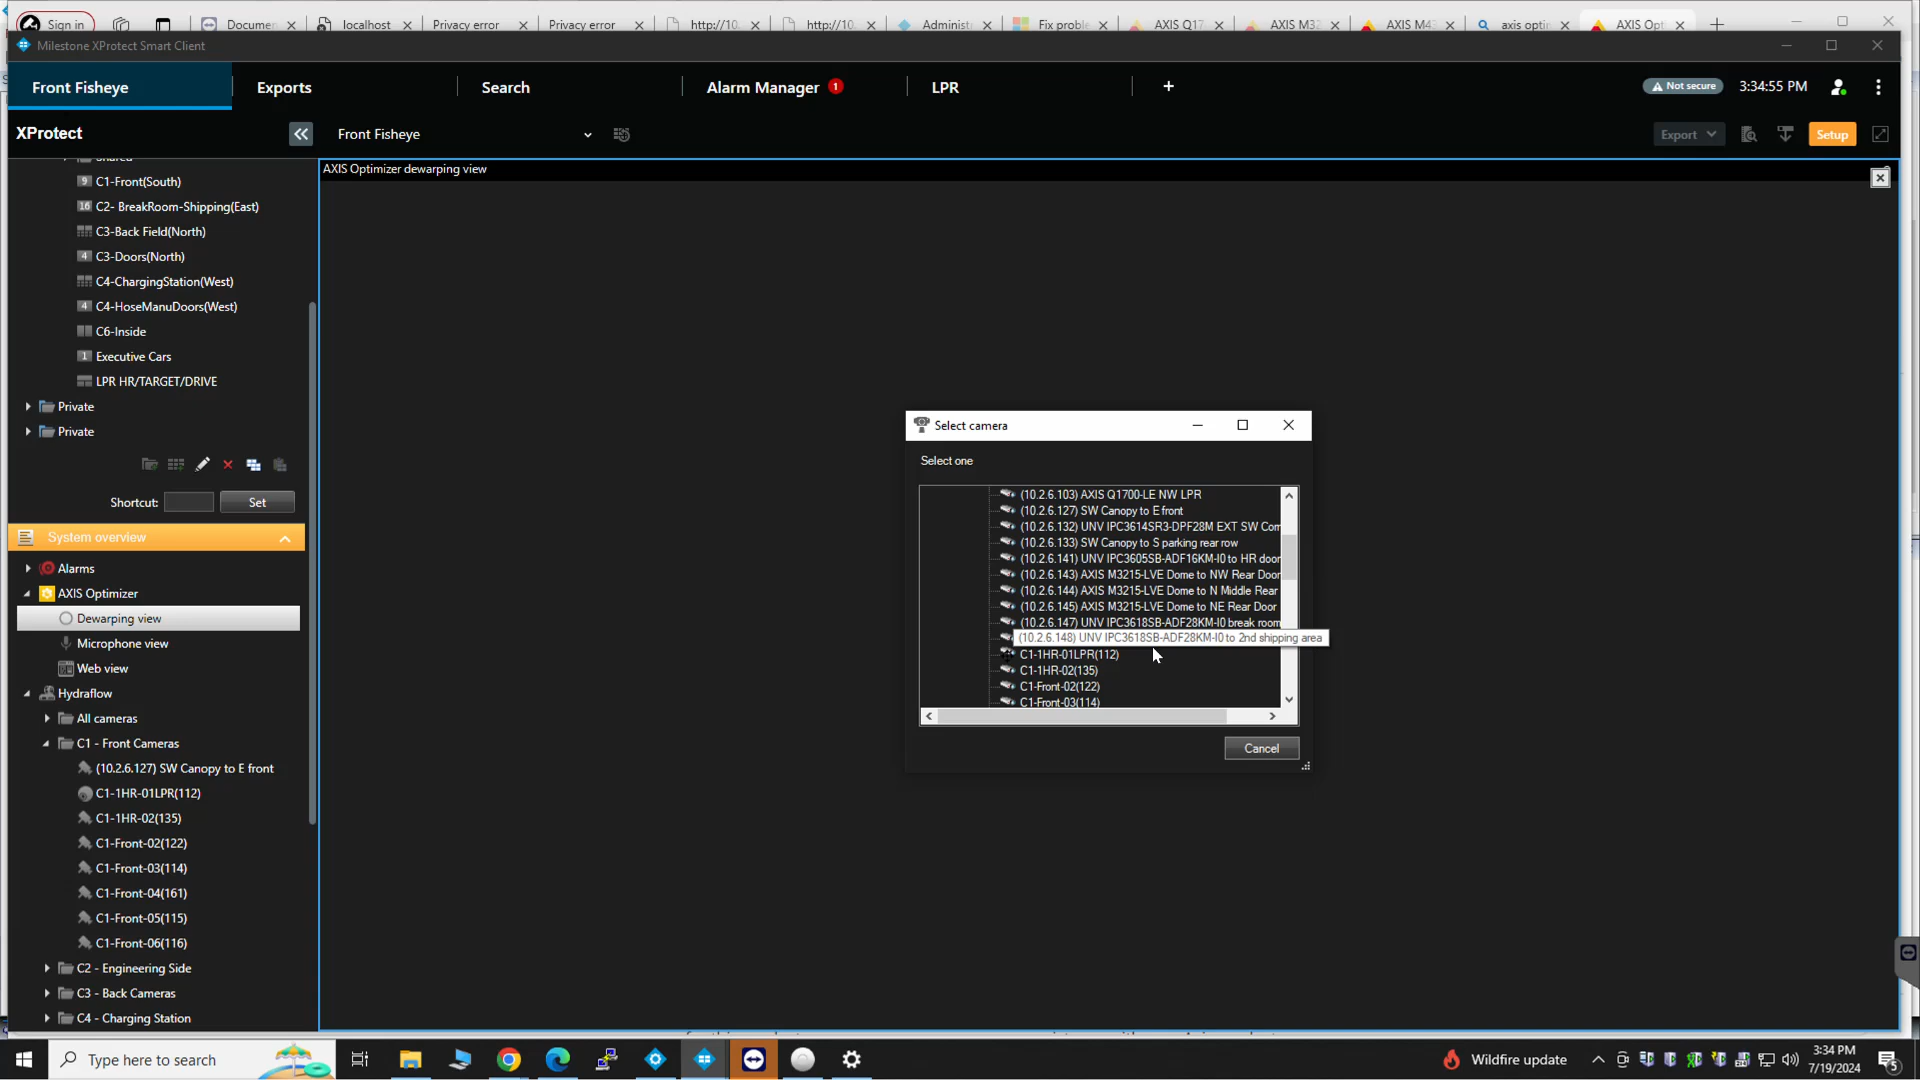 Sign in
Documen
localhost
Privacy error
Privacy error
http://10.
http://10.
Administ
Fix proble
AXIS Q17
AXIS M32
AXIS M43
axis optim
AXIS Opt
Milestone XProtect Smart Client
Front Fisheye
Exports
Search
Alarm Manager 1
LPR
+
Not secure
3:34:55 PM
XProtect
Front Fisheye
Export
Setup
AXIS Optimizer dewarping view
Shared
9 C1-Front(South)
16 C2- BreakRoom-Shipping(East)
C3-Back Field(North)
4 C3-Doors(North)
C4-ChargingStation(West)
4 C4-HoseManuDoors(West)
C6-Inside
1 Executive Cars
LPR HR/TARGET/DRIVE
Private
Private
Shortcut:
Set
System overview
Alarms
AXIS Optimizer
Dewarping view
Microphone view
Web view
Hydraflow
All cameras
C1 - Front Cameras
(10.2.6.127) SW Canopy to E front
C1-1HR-01LPR(112)
C1-1HR-02(135)
C1-Front-02(122)
C1-Front-03(114)
C1-Front-04(161)
C1-Front-05(115)
C1-Front-06(116)
C2 - Engineering Side
C3 - Back Cameras
C4 - Charging Station
Select camera
Select one
(10.2.6.103) AXIS Q1700-LE NW LPR
(10.2.6.127) SW Canopy to E front
(10.2.6.132) UNV IPC3614SR3-DPF28M EXT SW Corn
(10.2.6.133) SW Canopy to S parking rear row
(10.2.6.141) UNV IPC3605SB-ADF16KM-I0 to HR door
(10.2.6.143) AXIS M3215-LVE Dome to NW Rear Door
(10.2.6.144) AXIS M3215-LVE Dome to N Middle Rear
(10.2.6.145) AXIS M3215-LVE Dome to NE Rear Door
(10.2.6.147) UNV IPC3618SB-ADF28KM-I0 break room
(10.2.6.148) UNV IPC3618SB-ADF28KM-I0 to 2nd shipping area
C1-1HR-01LPR(112)
C1-1HR-02(135)
C1-Front-02(122)
C1-Front-03(114)
Cancel
Type here to search
Wildfire update
3:34 PM
7/19/2024
5